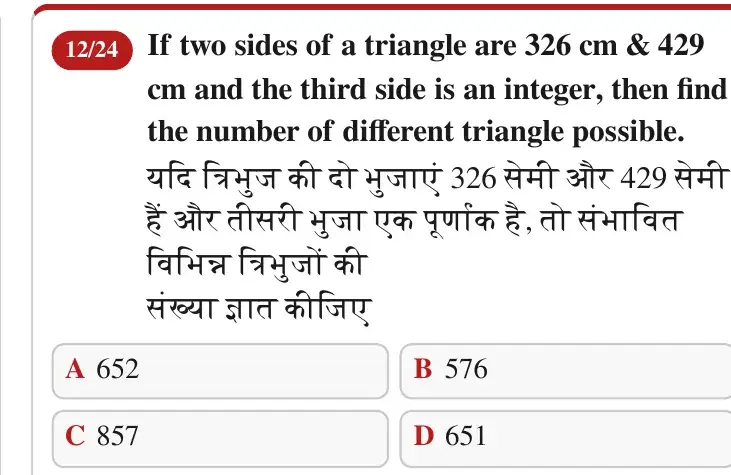 12/24 If two sides of a triangle are 326 cm & 429
cm and the third side is an integer, then find
the number of different triangle possible.
यदि त्रिभुज की दो भुजाएं 326 सेमी और 429 सेमी
हैं और तीसरी भुजा एक पूर्णांक है, तो संभावित
विभिन्न त्रिभुजों की
संख्या ज्ञात कीजिए
A 652
B 576
C 857
D 651